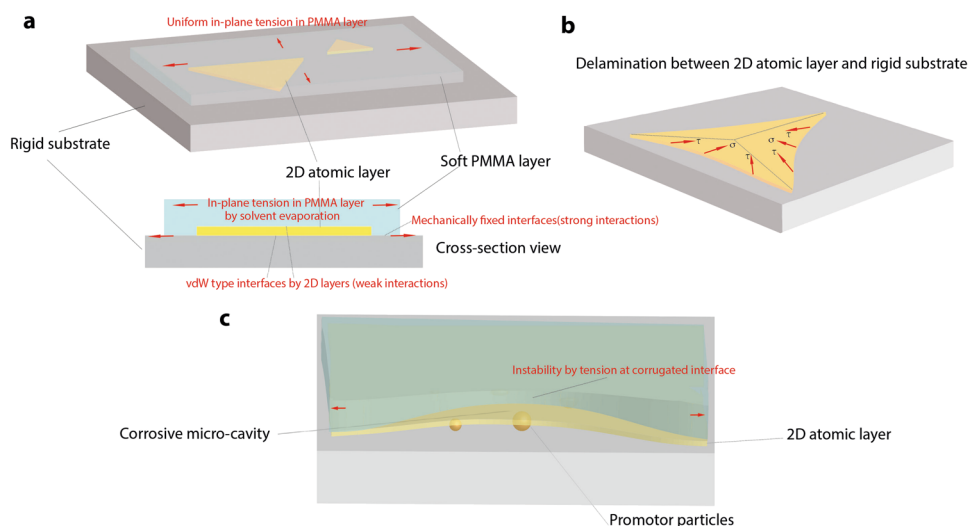 a
Uniform in-plane tension in PMMA layer
Rigid substrate
2D atomic layer
Soft PMMA layer
In-plane tension in PMMA layer
by solvent evaporation
Mechanically fixed interfaces(strong interactions)
Cross-section view
vdW type interfaces by 2D layers (weak interactions)
b
Delamination between 2D atomic layer and rigid substrate
τ
σ
τ
σ
τ
τ
c
Instability by tension at corrugated interface
Corrosive micro-cavity
2D atomic layer
Promotor particles